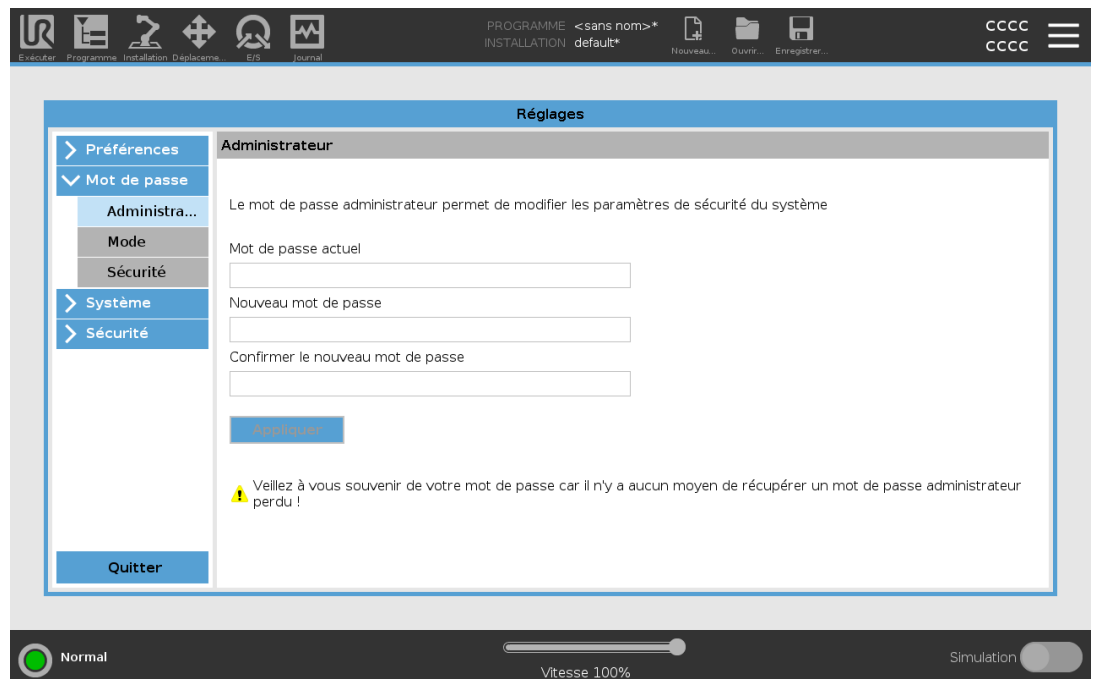 PROGRAMME <sans nom>*
INSTALLATION default*
Exécuter Programme Installation Déplaceme... E/S Journal
Nouveau... Ouvrir... Enregistrer...
CCCC
CCCC
Réglages
Préférences
Mot de passe
Administra...
Mode
Sécurité
Système
Sécurité
Quitter
Administrateur
Le mot de passe administrateur permet de modifier les paramètres de sécurité du système
Mot de passe actuel
Nouveau mot de passe
Confirmer le nouveau mot de passe
Appliquer
Veillez à vous souvenir de votre mot de passe car il n'y a aucun moyen de récupérer un mot de passe administrateur
perdu !
Normal
Vitesse 100%
Simulation